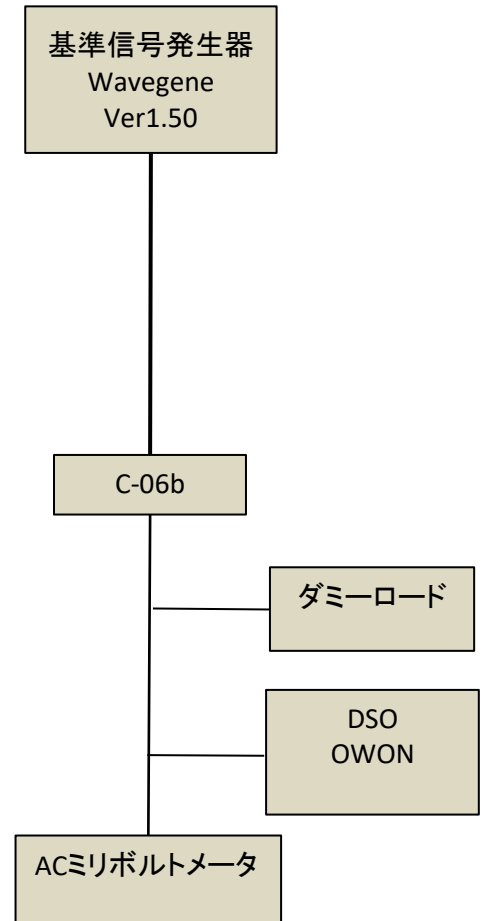 基準信号発生器
Wavegene
Ver1.50
C-06b
ダミーロード
DSO
OWON
ACミリボルトメータ